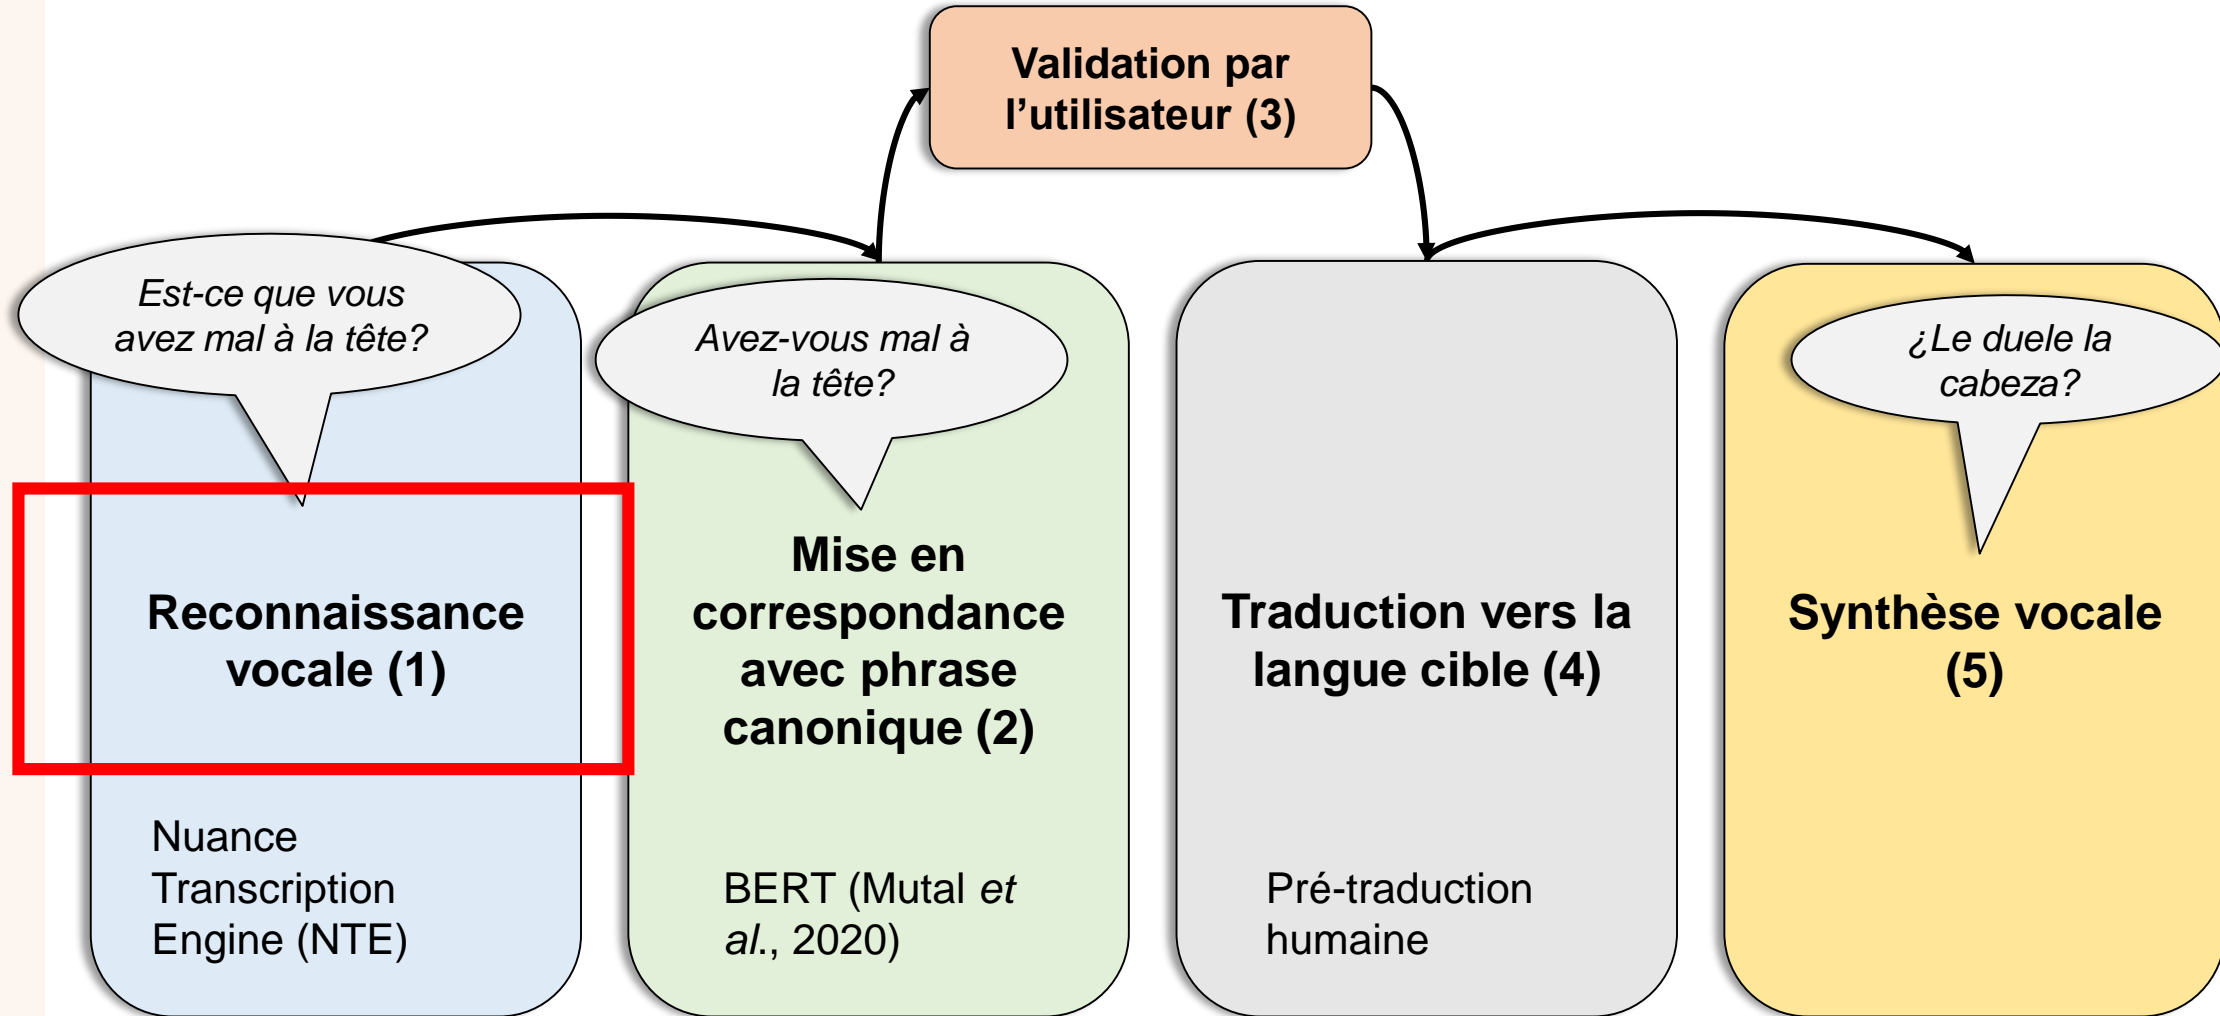 Validation par
l’utilisateur (3)
Est-ce que vous
avez mal à la tête?
Reconnaissance
vocale (1)
Nuance
Transcription
Engine (NTE)
Avez-vous mal à
la tête?
Mise en
correspondance
avec phrase
canonique (2)
BERT (Mutal et
al., 2020)
Traduction vers la
langue cible (4)
Pré-traduction
humaine
¿Le duele la
cabeza?
Synthèse vocale
(5)